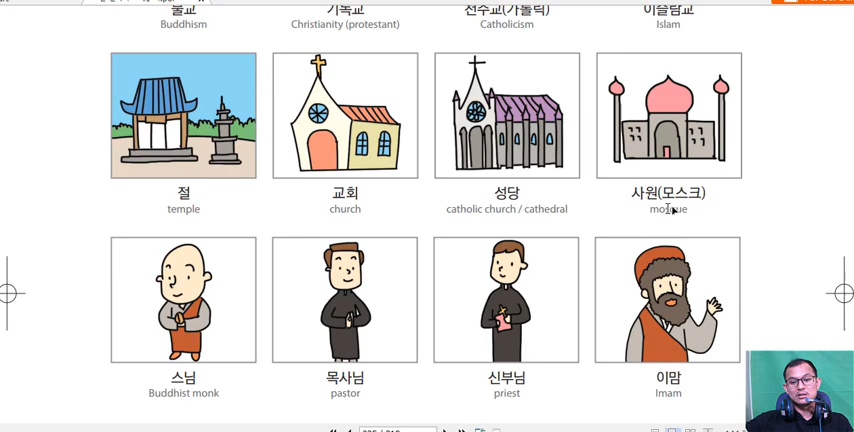 불교 기독교 천주교(가톨릭) 이슬람교
Buddhism Christianity (protestant) Catholicism Islam
절 교회 성당 사원(모스크)
temple church catholic church / cathedral mosque
스님 목사님 신부님 이맘
Buddhist monk pastor priest Imam